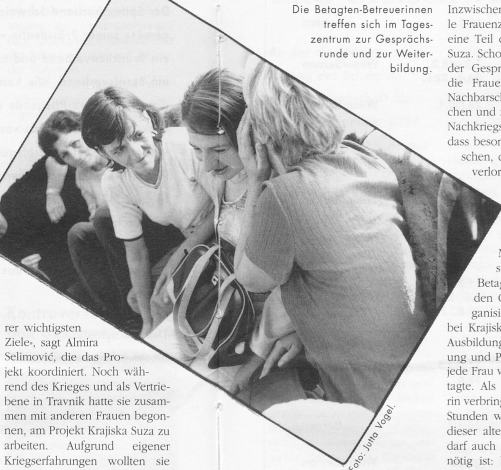 Die Betagten-Betreuerinnen
treffen sich im Tages-
zentrum zur Gesprächs-
runde und zur Weiter-
bildung.
Foto: Jutta Vogel.
rer wichtigsten
Ziele», sagt Almira
Selimović, die das Pro-
jekt koordiniert. Noch wäh-
rend des Krieges und als Vertrie-
bene in Travnik hatte sie zusam-
men mit anderen Frauen begon-
nen, am Projekt Krajiska Suza zu
arbeiten. Aufgrund eigener
Kriegserfahrungen wollten sie
Inzwischen
le Frauenz
eine Teil d
Suza. Scho
der Gespr
die Fraue
Nachbarsch
chen und
Nachkriegs
dass beson
schen, d
verlor
Betag
den G
ganisi
bei Krajisk
Ausbildung
ung und P
jede Frau v
tagte. Als
rin verbring
Stunden w
dieser alte
darf auch
nötig ist: